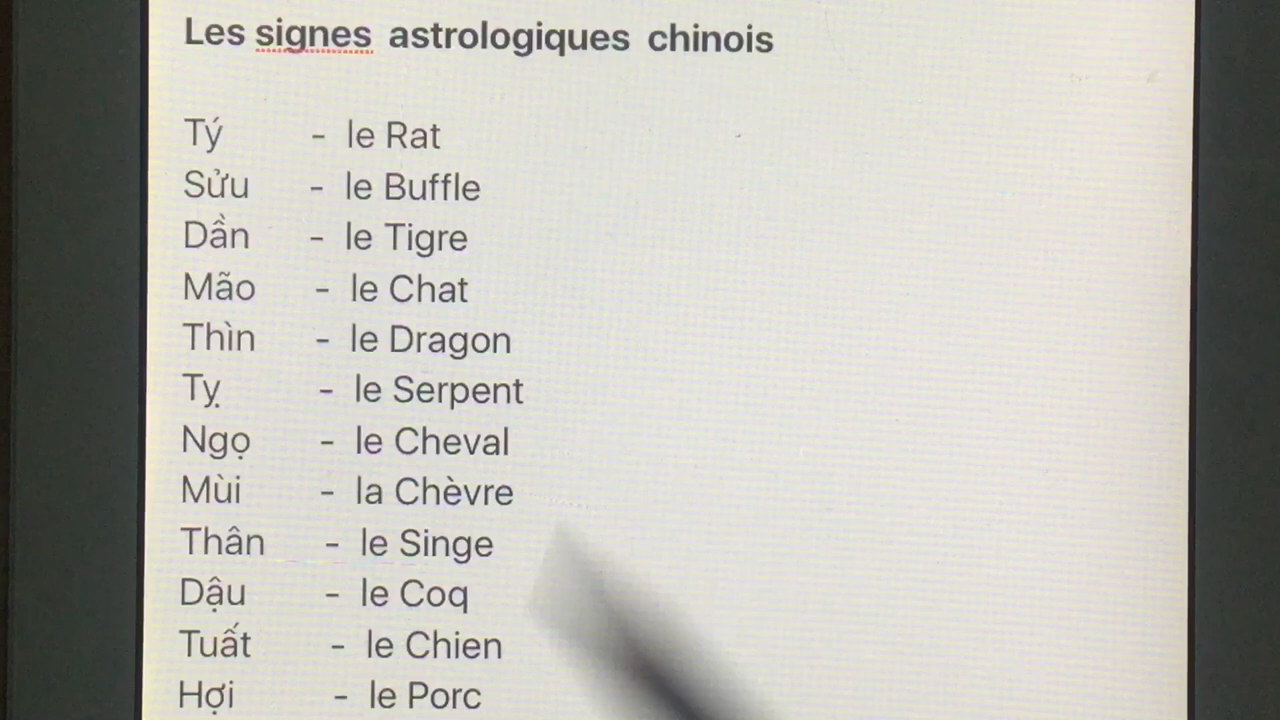 Les signes astrologiques chinois
Tý - le Rat
Sửu - le Buffle
Dần - le Tigre
Mão - le Chat
Thìn - le Dragon
Tỵ - le Serpent
Ngọ - le Cheval
Mùi - la Chèvre
Thân - le Singe
Dậu - le Coq
Tuất - le Chien
Hợi - le Porc